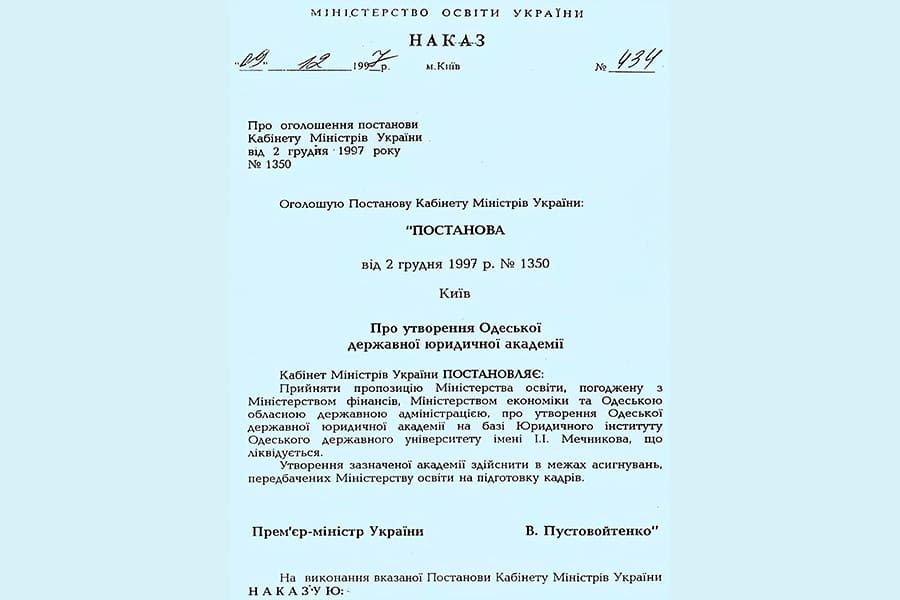 МІНІСТЕРСТВО ОСВІТИ УКРАЇНИ
НАКАЗ
"09" 12 1997 р. м.Київ № 434
Про оголошення постанови
Кабінету Міністрів України
від 2 грудня 1997 року
№ 1350
Оголошую Постанову Кабінету Міністрів України:
"ПОСТАНОВА
від 2 грудня 1997 р. № 1350
Київ
Про утворення Одеської
державної юридичної академії
Кабінет Міністрів України ПОСТАНОВЛЯЄ:
Прийняти пропозицію Міністерства освіти, погоджену з
Міністерством фінансів, Міністерством економіки та Одеською
обласною державною адміністрацією, про утворення Одеської
державної юридичної академії на базі Юридичного інституту
Одеського державного університету імені І.І. Мечникова, що
ліквідується.
Утворення зазначеної академії здійснити в межах асигнувань,
передбачених Міністерству освіти на підготовку кадрів.
Прем'єр-міністр України В. Пустовойтенко"
На виконання вказаної Постанови Кабінету Міністрів України
НАКАЗУЮ: